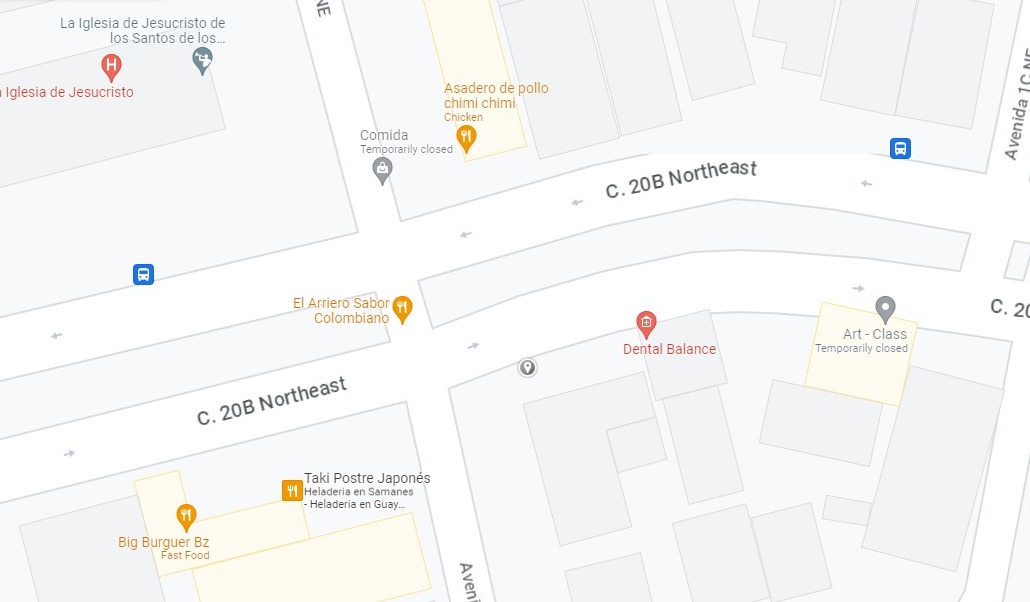 NE
La Iglesia de Jesucristo de
los Santos de los...
Iglesia de Jesucristo
Asadero de pollo
chimi chimi
Chicken
Comida
Temporarily closed
Avenida 1C NE
C. 20B Northeast
El Arriero Sabor
Colombiano
C. 20
Art - Class
Temporarily closed
Dental Balance
C. 20B Northeast
Taki Postre Japonés
Heladeria en Samanes
- Heladeria en Guay...
Big Burguer Bz
Fast Food
Aveni